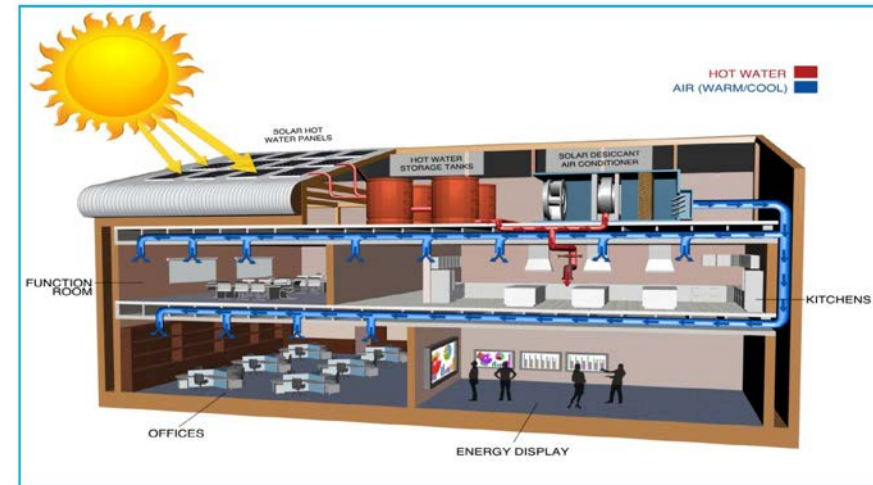 HOT WATER
AIR (WARM/COOL)
SOLAR HOT
WATER PANELS
HOT WATER
STORAGE TANKS
SOLAR DESICCANT
AIR CONDITIONER
FUNCTION
ROOM
KITCHENS
OFFICES
ENERGY DISPLAY